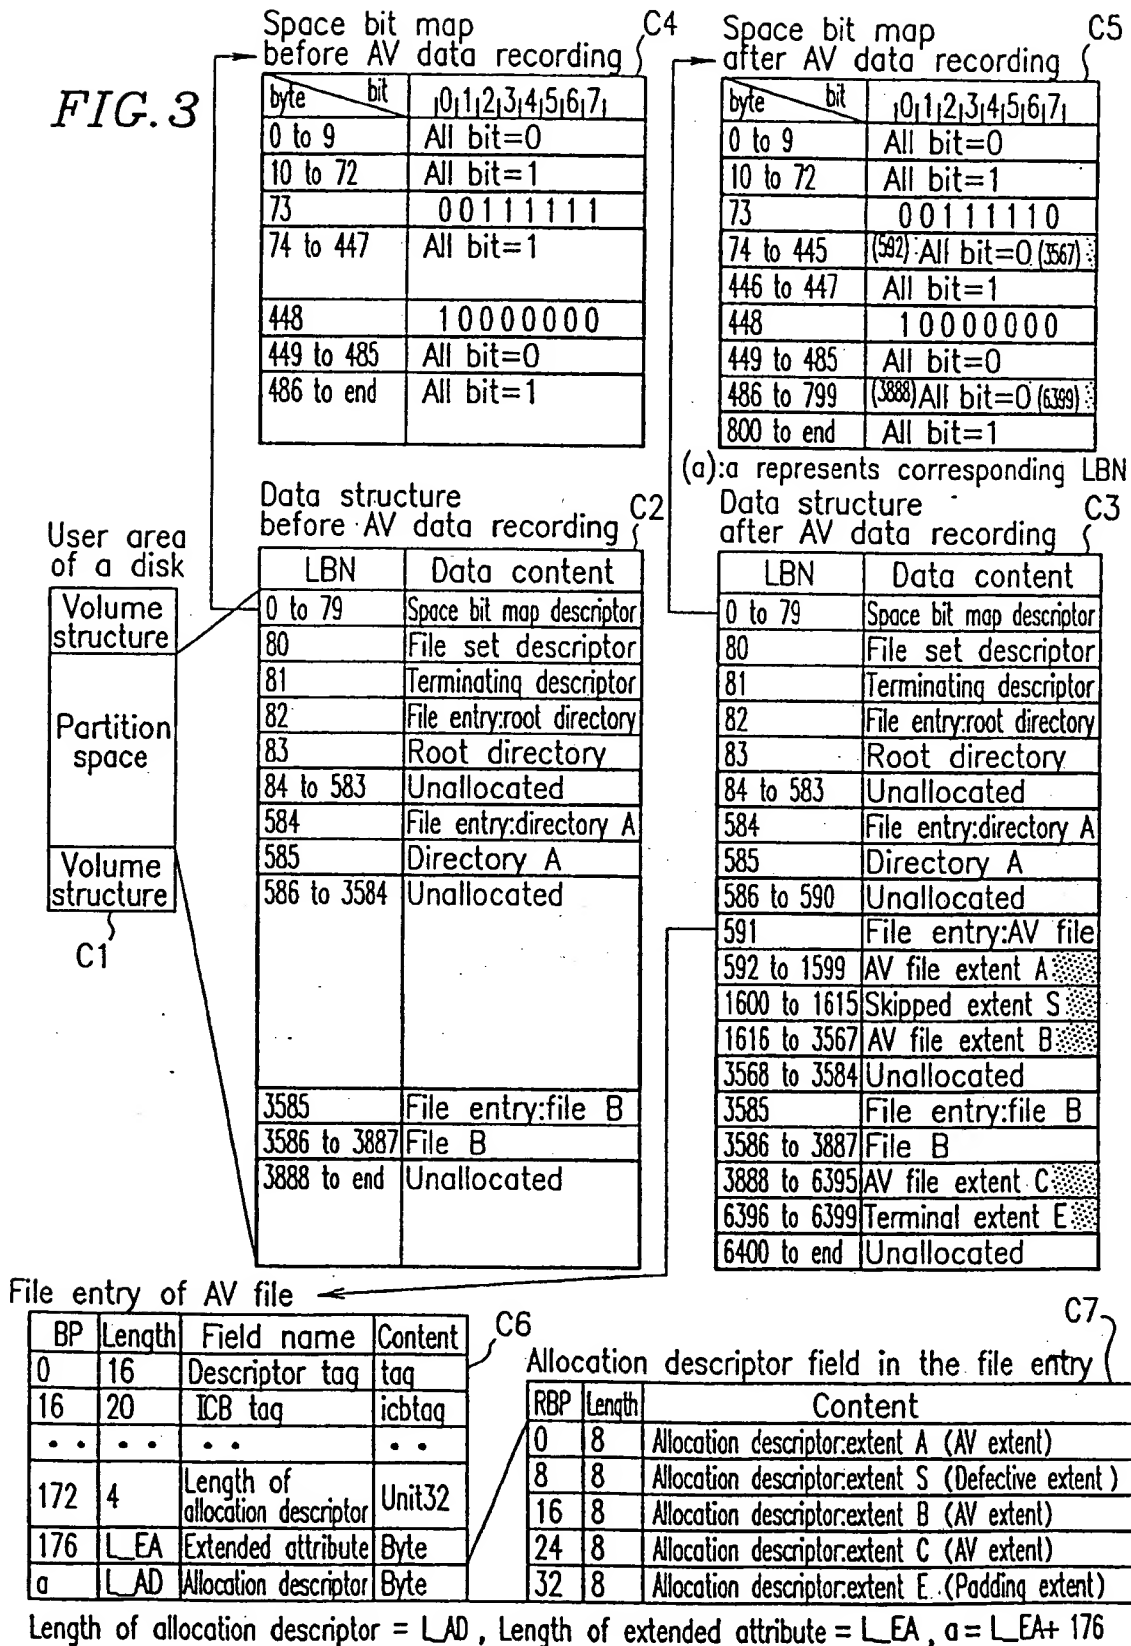 FIG. 3
Space bit map
before AV data recording
C4
byte bit 0 1 2 3 4 5 6 7
0 to 9 All bit=0
10 to 72 All bit=1
73 0 0 1 1 1 1 1 1
74 to 447 All bit=1
448 1 0 0 0 0 0 0 0
449 to 485 All bit=0
486 to end All bit=1
Space bit map
after AV data recording
C5
byte bit 0 1 2 3 4 5 6 7
0 to 9 All bit=0
10 to 72 All bit=1
73 0 0 1 1 1 1 1 0
74 to 445 (592) All bit=0 (3567)
446 to 447 All bit=1
448 1 0 0 0 0 0 0 0
449 to 485 All bit=0
486 to 799 (3888) All bit=0 (6399)
800 to end All bit=1
(a):a represents corresponding LBN
User area
of a disk
Volume
structure
Partition
space
Volume
structure
C1
Data structure
before AV data recording
C2
LBN Data content
0 to 79 Space bit map descriptor
80 File set descriptor
81 Terminating descriptor
82 File entry:root directory
83 Root directory
84 to 583 Unallocated
584 File entry:directory A
585 Directory A
586 to 3584 Unallocated
3585 File entry:file B
3586 to 3887 File B
3888 to end Unallocated
Data structure
after AV data recording
C3
LBN Data content
0 to 79 Space bit map descriptor
80 File set descriptor
81 Terminating descriptor
82 File entry:root directory
83 Root directory
84 to 583 Unallocated
584 File entry:directory A
585 Directory A
586 to 590 Unallocated
591 File entry:AV file
592 to 1599 AV file extent A
1600 to 1615 Skipped extent S
1616 to 3567 AV file extent B
3568 to 3584 Unallocated
3585 File entry:file B
3586 to 3887 File B
3888 to 6395 AV file extent C
6396 to 6399 Terminal extent E
6400 to end Unallocated
File entry of AV file
C6
BP Length Field name Content
0 16 Descriptor tag tag
16 20 ICB tag icbtag
. . . . . . . .
172 4 Length of allocation descriptor Unit32
176 L_EA Extended attribute Byte
a L_AD Allocation descriptor Byte
C7
Allocation descriptor field in the file entry
RBP Length Content
0 8 Allocation descriptor:extent A (AV extent)
8 8 Allocation descriptor:extent S (Defective extent)
16 8 Allocation descriptor:extent B (AV extent)
24 8 Allocation descriptor:extent C (AV extent)
32 8 Allocation descriptor:extent E (Padding extent)
Length of allocation descriptor = L_AD , Length of extended attribute = L_EA , a = L_EA+ 176